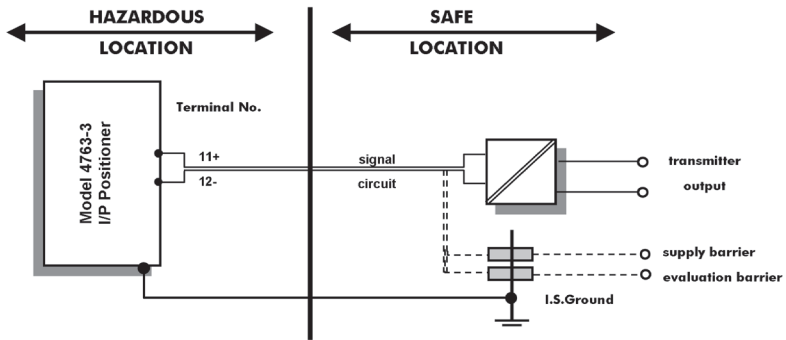 HAZARDOUS
LOCATION
SAFE
LOCATION
Model 4763-3
I/P Positioner
Terminal No.
11+
12-
signal
circuit
transmitter
output
supply barrier
evaluation barrier
I.S.Ground